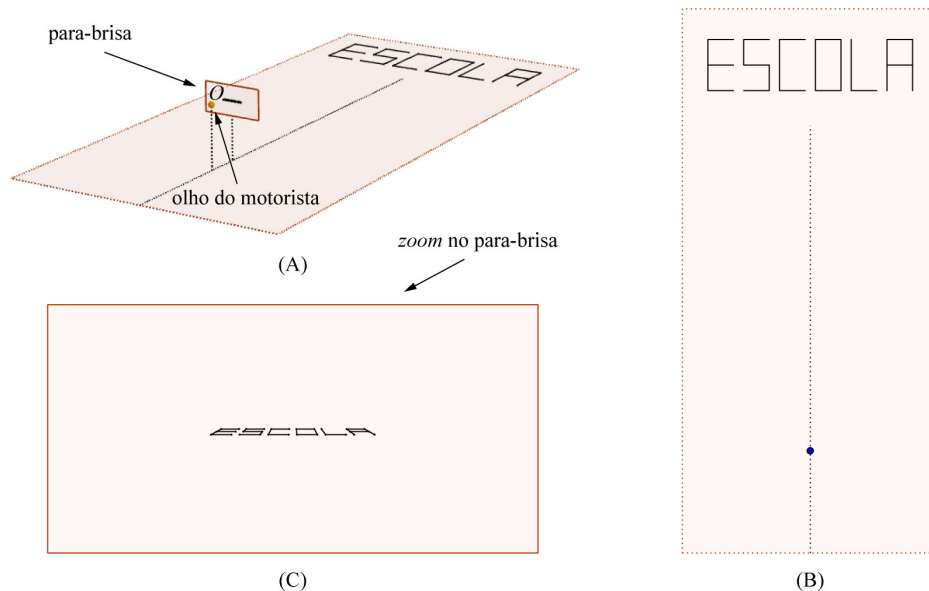 para-brisa
ESCOLA
O
olho do motorista
(A)
zoom no para-brisa
ESCOLA
(C)
ESCOLA
(B)